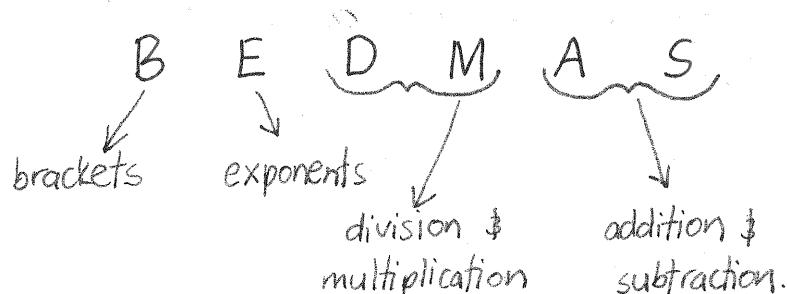 B E D M A S
brackets exponents
division & addition &
multiplication subtraction.